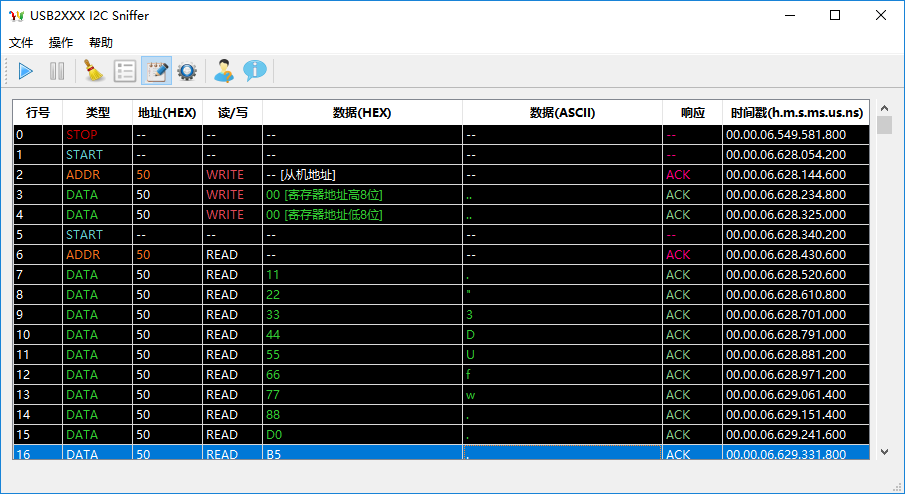 USB2XXX I2C Sniffer
文件 操作 帮助
行号 类型 地址(HEX) 读/写 数据(HEX) 数据(ASCII) 响应 时间戳(h.m.s.ms.us.ns)
0 STOP -- -- -- -- -- 00.00.06.549.581.800
1 START -- -- -- -- -- 00.00.06.628.054.200
2 ADDR 50 WRITE -- [从机地址] -- ACK 00.00.06.628.144.600
3 DATA 50 WRITE 00 [寄存器地址高8位] .. ACK 00.00.06.628.234.800
4 DATA 50 WRITE 00 [寄存器地址低8位] .. ACK 00.00.06.628.325.000
5 START -- -- -- -- -- 00.00.06.628.340.200
6 ADDR 50 READ -- -- ACK 00.00.06.628.430.600
7 DATA 50 READ 11 . ACK 00.00.06.628.520.600
8 DATA 50 READ 22 " ACK 00.00.06.628.610.800
9 DATA 50 READ 33 3 ACK 00.00.06.628.701.000
10 DATA 50 READ 44 D ACK 00.00.06.628.791.000
11 DATA 50 READ 55 U ACK 00.00.06.628.881.200
12 DATA 50 READ 66 f ACK 00.00.06.628.971.200
13 DATA 50 READ 77 w ACK 00.00.06.629.061.400
14 DATA 50 READ 88 . ACK 00.00.06.629.151.400
15 DATA 50 READ D0 . ACK 00.00.06.629.241.600
16 DATA 50 READ B5 . ACK 00.00.06.629.331.800